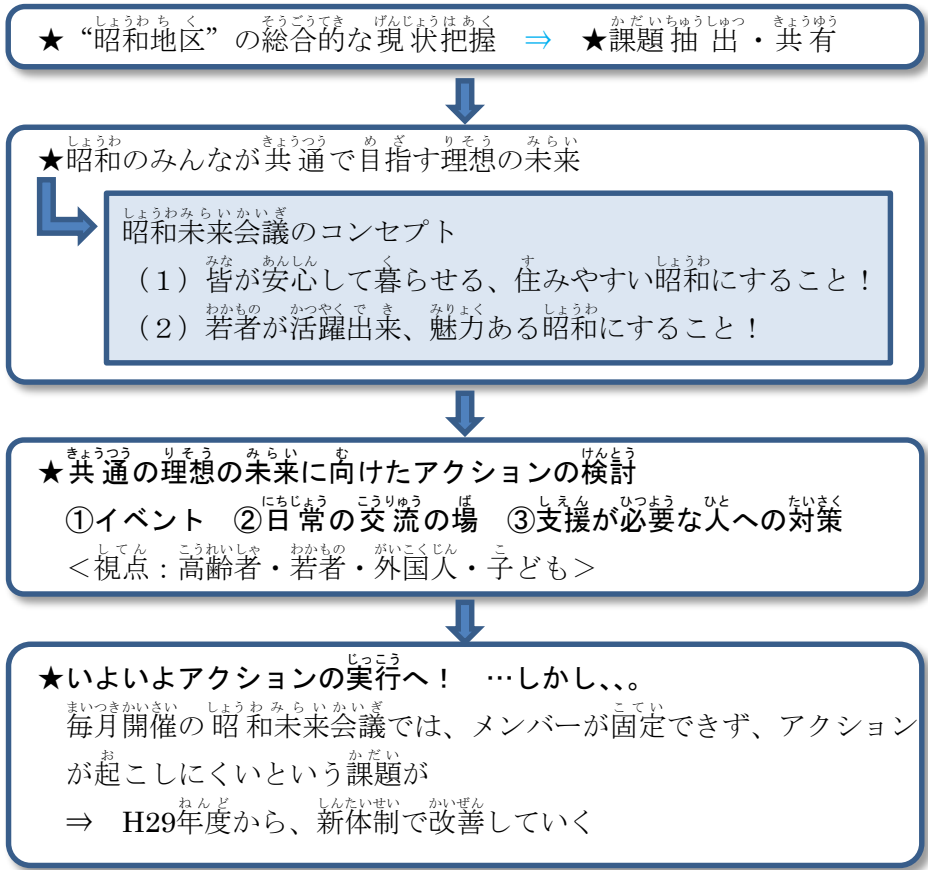 ★“昭和地区”の総合的な現状把握 ⇒ ★課題抽出・共有
★昭和のみんなが共通で目指す理想の未来
昭和未来会議のコンセプト
（１）皆が安心して暮らせる、住みやすい昭和にすること！
（２）若者が活躍出来、魅力ある昭和にすること！
★共通の理想の未来に向けたアクションの検討
①イベント　②日常の交流の場　③支援が必要な人への対策
＜視点：高齢者・若者・外国人・子ども＞
★いよいよアクションの実行へ！　…しかし、、。
毎月開催の昭和未来会議では、メンバーが固定できず、アクション
が起こしにくいという課題が
⇒　H29年度から、新体制で改善していく